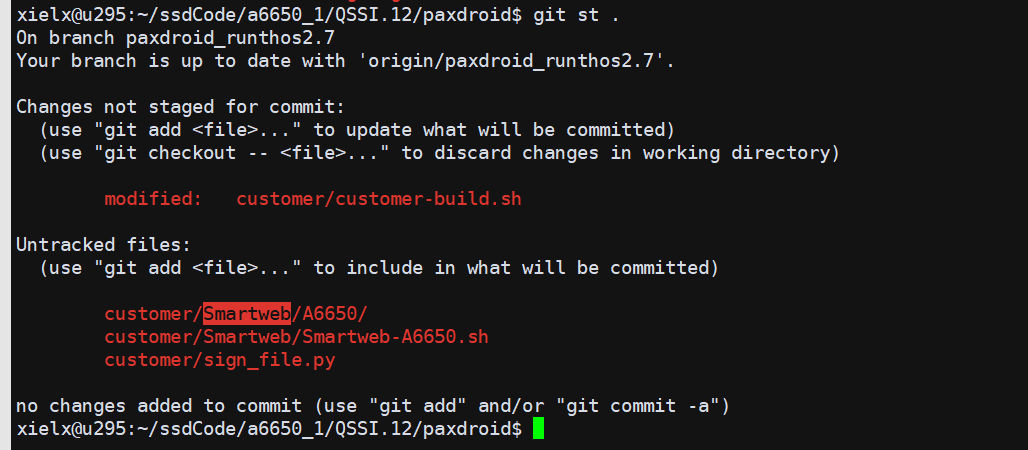 xielx@u295:~/ssdCode/a6650_1/QSSI.12/paxdroid$ git st .
On branch paxdroid_runthos2.7
Your branch is up to date with 'origin/paxdroid_runthos2.7'.
Changes not staged for commit:
(use "git add <file>..." to update what will be committed)
(use "git checkout -- <file>..." to discard changes in working directory)
modified:   customer/customer-build.sh
Untracked files:
(use "git add <file>..." to include in what will be committed)
customer/Smartweb/A6650/
customer/Smartweb/Smartweb-A6650.sh
customer/sign_file.py
no changes added to commit (use "git add" and/or "git commit -a")
xielx@u295:~/ssdCode/a6650_1/QSSI.12/paxdroid$